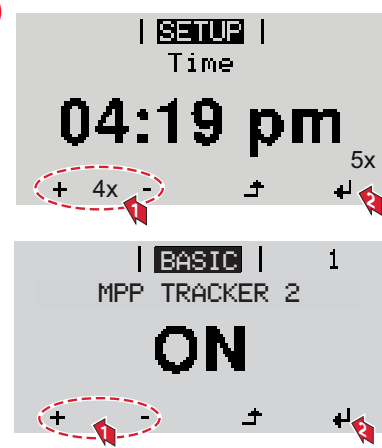 | SETUP |
Time
04:19 pm
5x
+ 4x -
1
2
| BASIC | 1
MPP TRACKER 2
ON
+ -
1
2